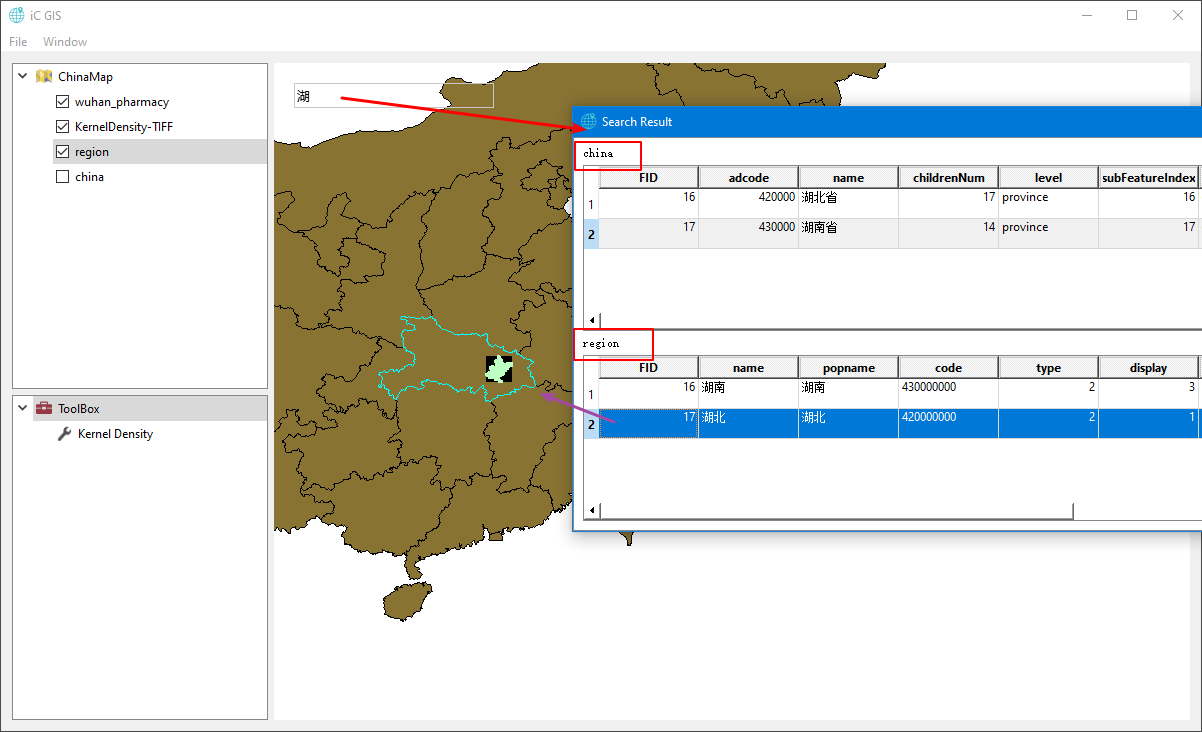 iC GIS
File Window
ChinaMap
wuhan_pharmacy
KernelDensity-TIFF
region
china
ToolBox
Kernel Density
湖
Search Result
china
FID adcode name childrenNum level subFeatureIndex
1 16 420000 湖北省 17 province 16
2 17 430000 湖南省 14 province 17
region
FID name popname code type display
1 16 湖南 湖南 430000000 2 3
2 17 湖北 湖北 420000000 2 1